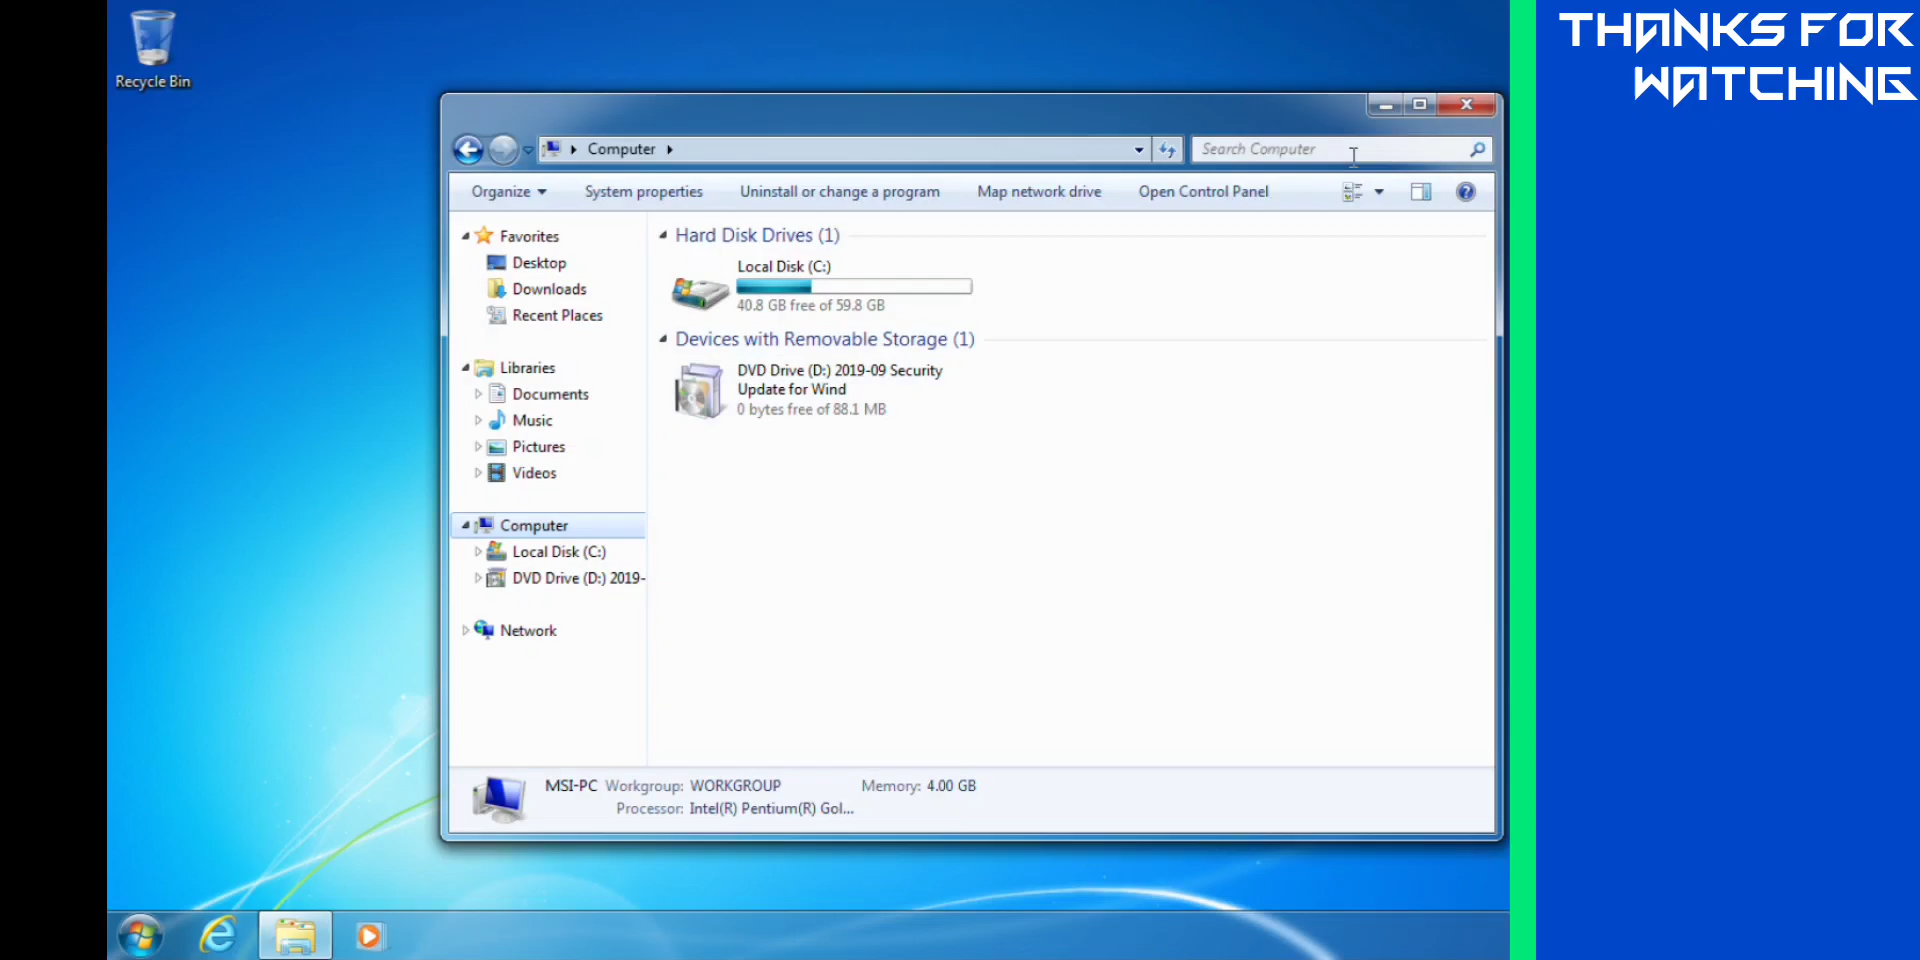 Recycle Bin
THANKS FOR
WATCHING
Computer
Search Computer
Organize
System properties
Uninstall or change a program
Map network drive
Open Control Panel
Favorites
Desktop
Downloads
Recent Places
Libraries
Documents
Music
Pictures
Videos
Computer
Local Disk (C:)
DVD Drive (D:) 2019-
Network
Hard Disk Drives (1)
Local Disk (C:)
40.8 GB free of 59.8 GB
Devices with Removable Storage (1)
DVD Drive (D:) 2019-09 Security
Update for Wind
0 bytes free of 88.1 MB
MSI-PC Workgroup: WORKGROUP Memory: 4.00 GB
Processor: Intel(R) Pentium(R) Gol...